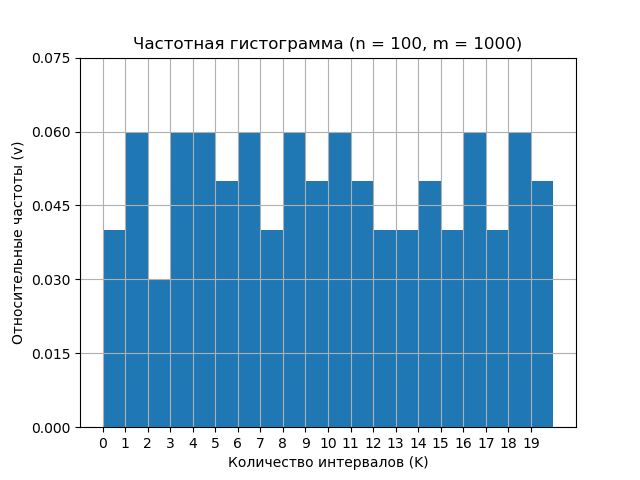 Частотная гистограмма (n = 100, m = 1000)
Относительные частоты (v)
0.075
0.060
0.045
0.030
0.015
0.000
0 1 2 3 4 5 6 7 8 9 10 11 12 13 14 15 16 17 18 19
Количество интервалов (K)